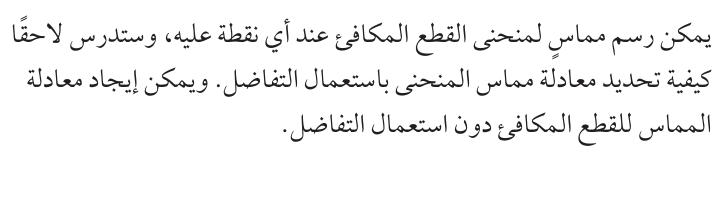 يمكن رسم مماسٍ لمنحنى القطع المكافئ عند أي نقطة عليه، وستدرس لاحقًا
كيفية تحديد معادلة مماس المنحنى باستعمال التفاضل. ويمكن إيجاد معادلة
المماس للقطع المكافئ دون استعمال التفاضل.